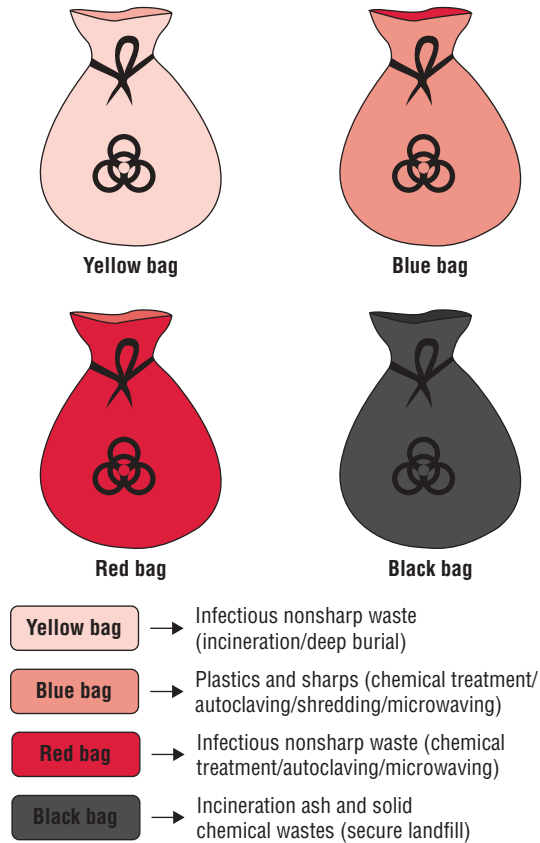 Yellow bag
Blue bag
Red bag
Black bag
Yellow bag
Infectious nonsharp waste
(incineration/deep burial)
Blue bag
Plastics and sharps (chemical treatment/
autoclaving/shredding/microwaving)
Red bag
Infectious nonsharp waste (chemical
treatment/autoclaving/microwaving)
Black bag
Incineration ash and solid
chemical wastes (secure landfill)